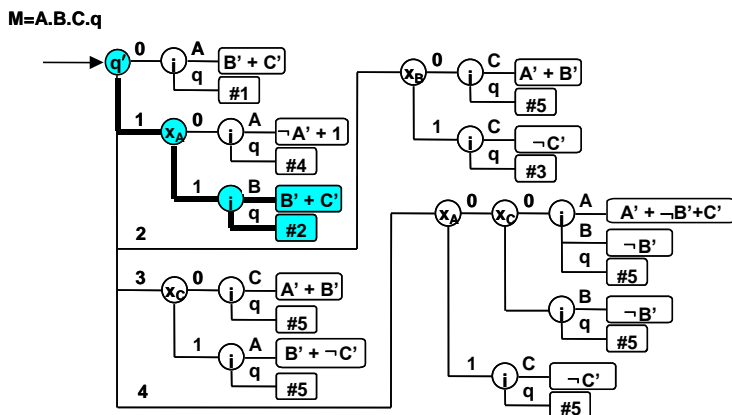 M=A.B.C.q
q' 0 i A B' + C'
q #1
1 x_A 0 i A ¬A' + 1
q #4
1 i B B' + C'
q #2
2
x_B 0 i C A' + B'
q #5
1 i C ¬C'
q #3
3 x_C 0 i C A' + B'
q #5
1 i A B' + ¬C'
q #5
4
x_A 0 x_C 0 i A A' + ¬B'+C'
B ¬B'
q #5
i B ¬B'
q #5
1 i C ¬C'
q #5